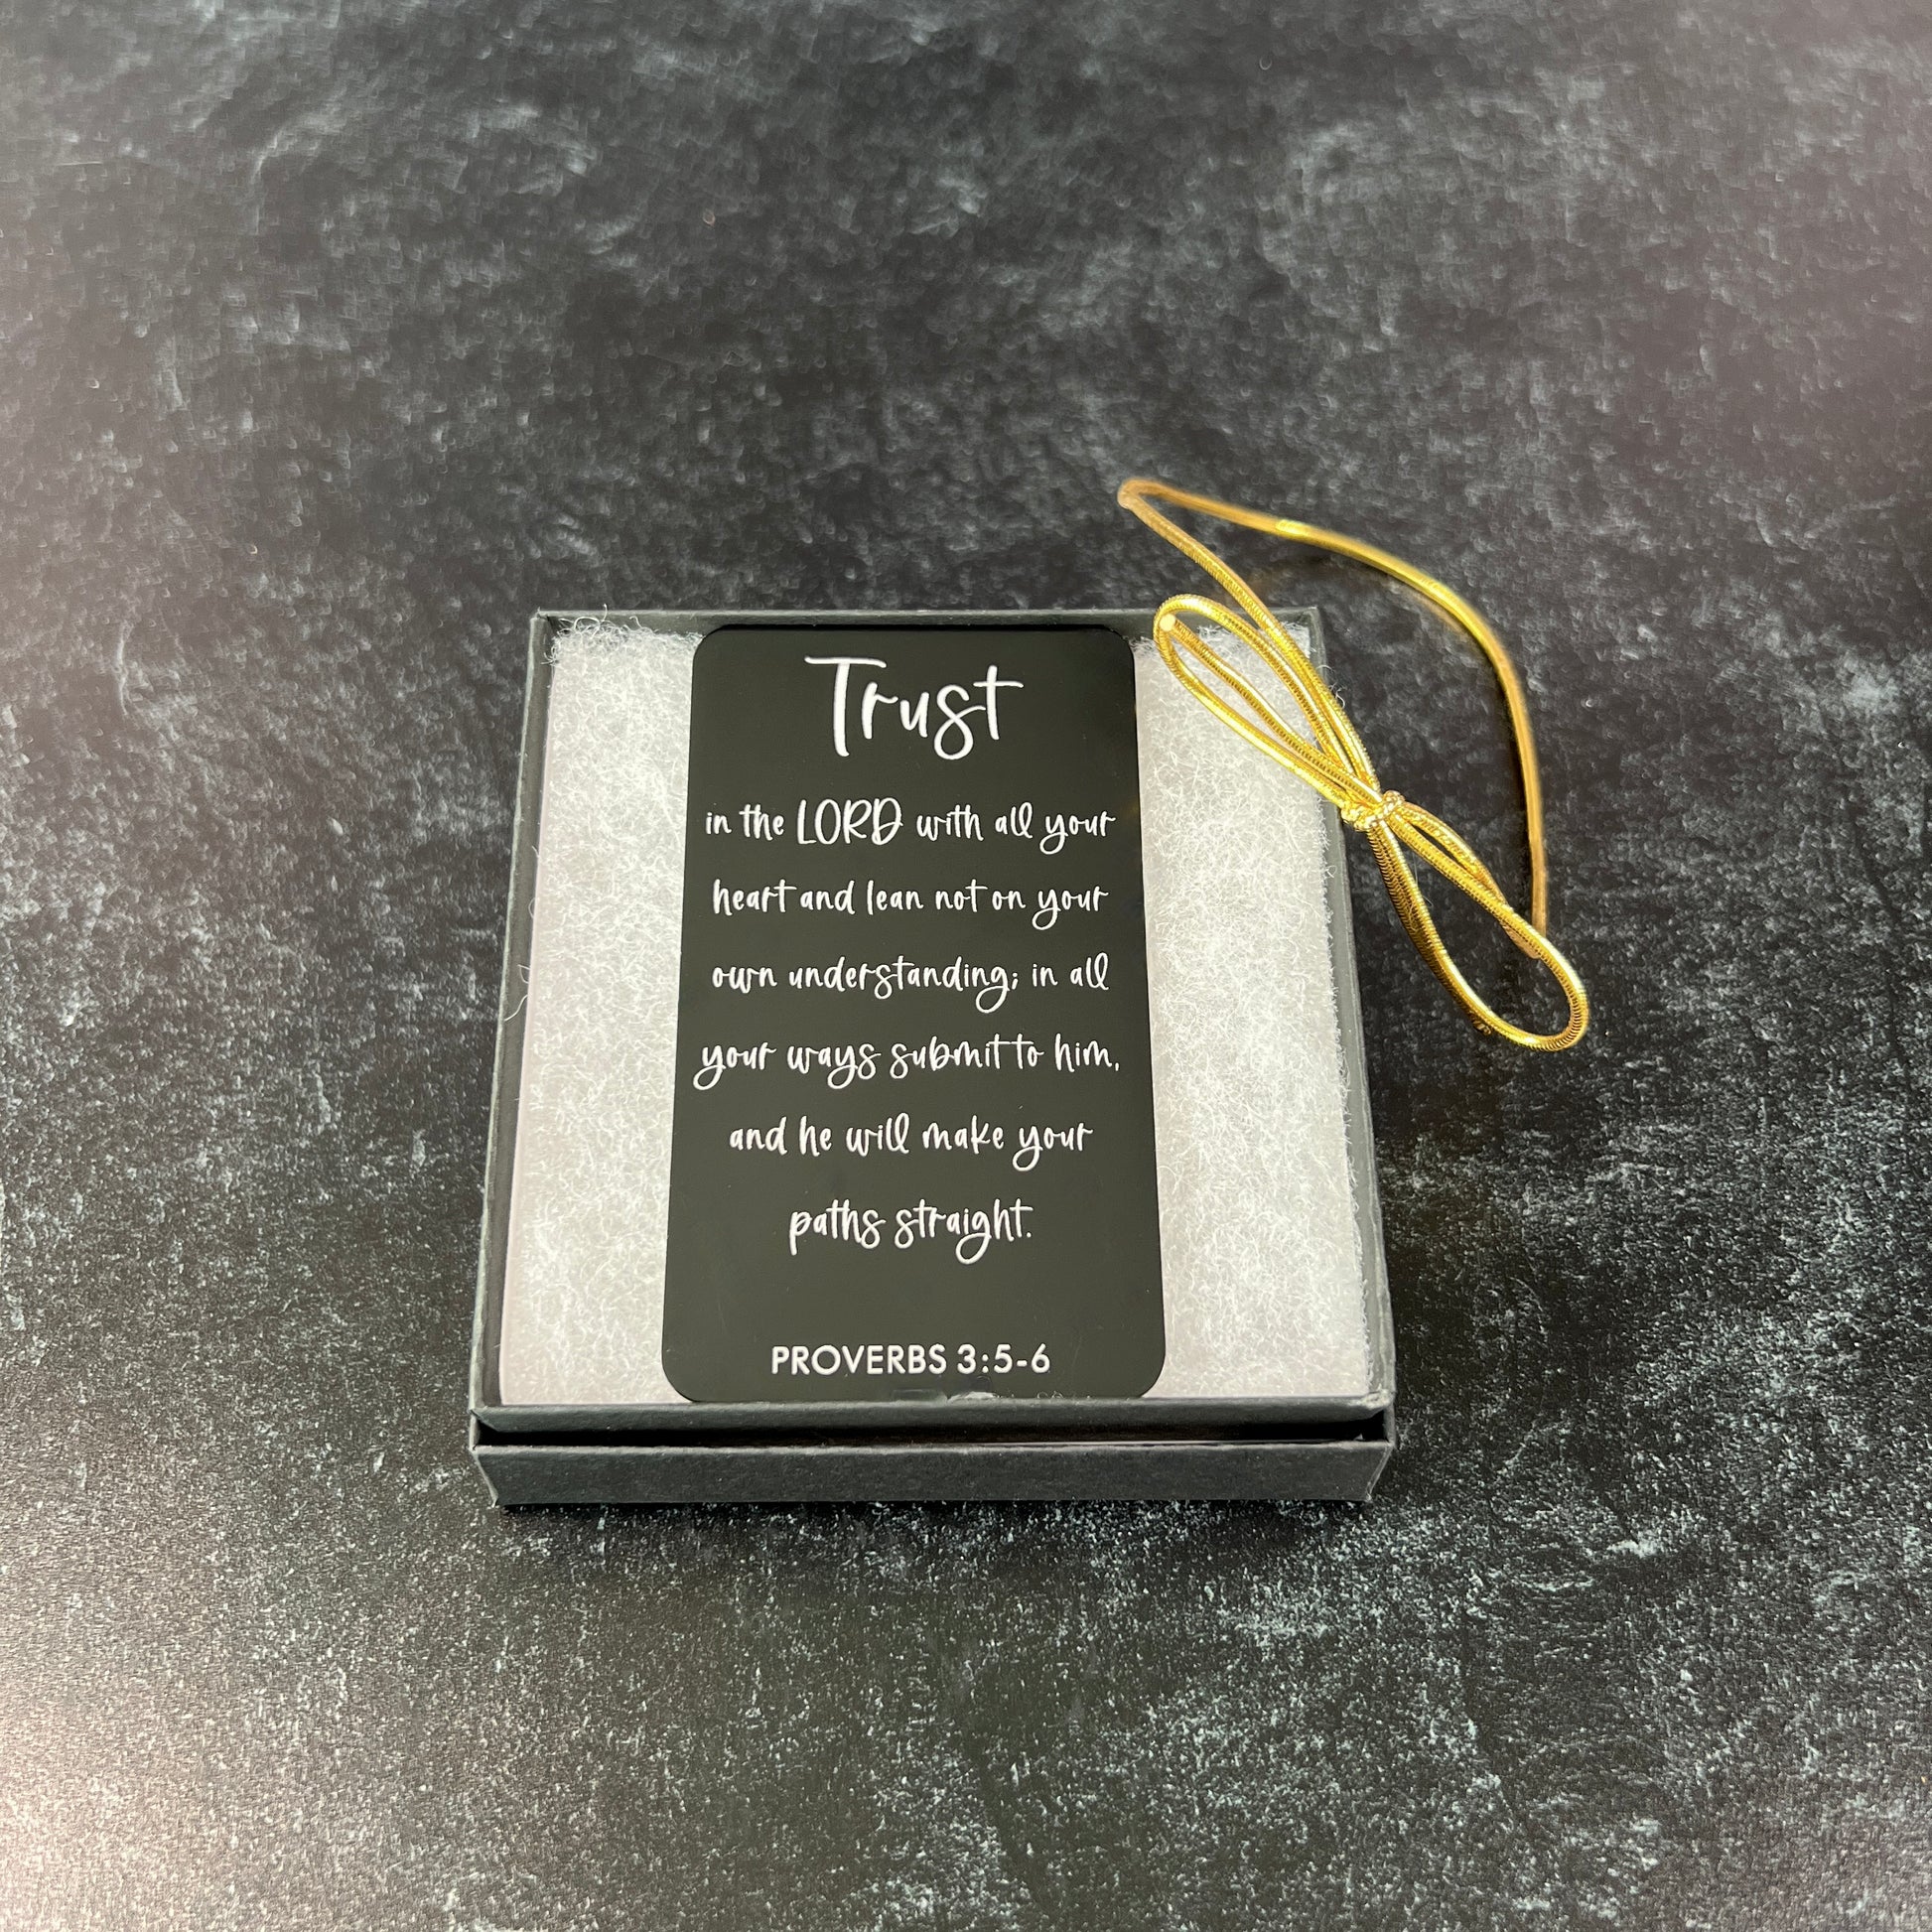 Trust
in the LORD with all your
heart and lean not on your
own understanding; in all
your ways submit to him,
and he will make your
paths straight.
PROVERBS 3:5-6